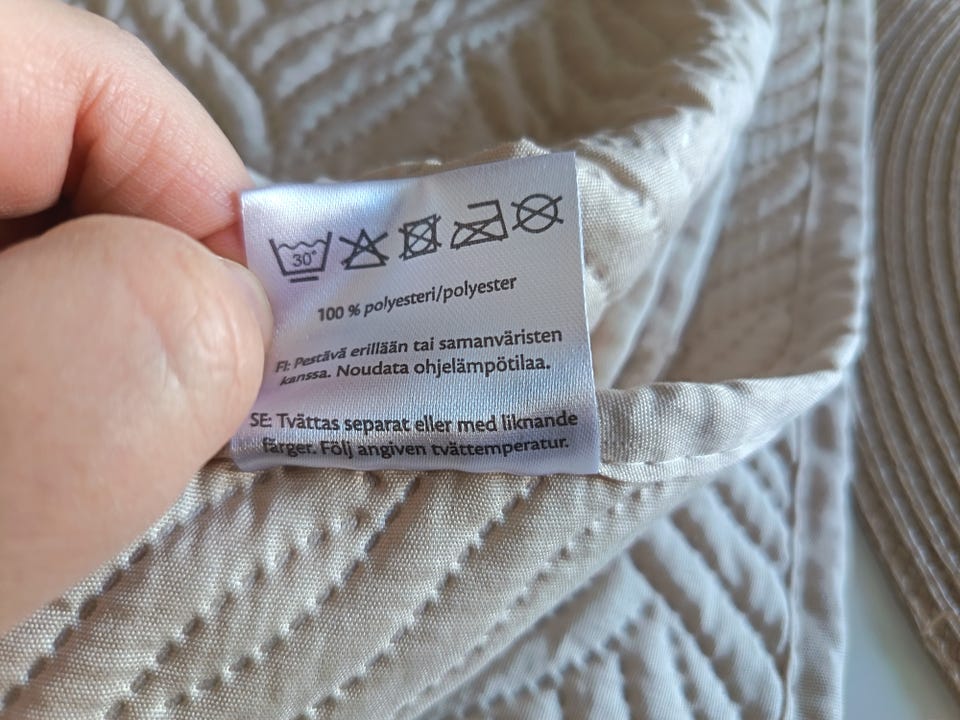 30°
100 % polyesteri/polyester
FI: Pestävä erillään tai samanväristen
kanssa. Noudata ohjelämpötilaa.
SE: Tvättas separat eller med liknande
färger. Följ angiven tvättemperatur.